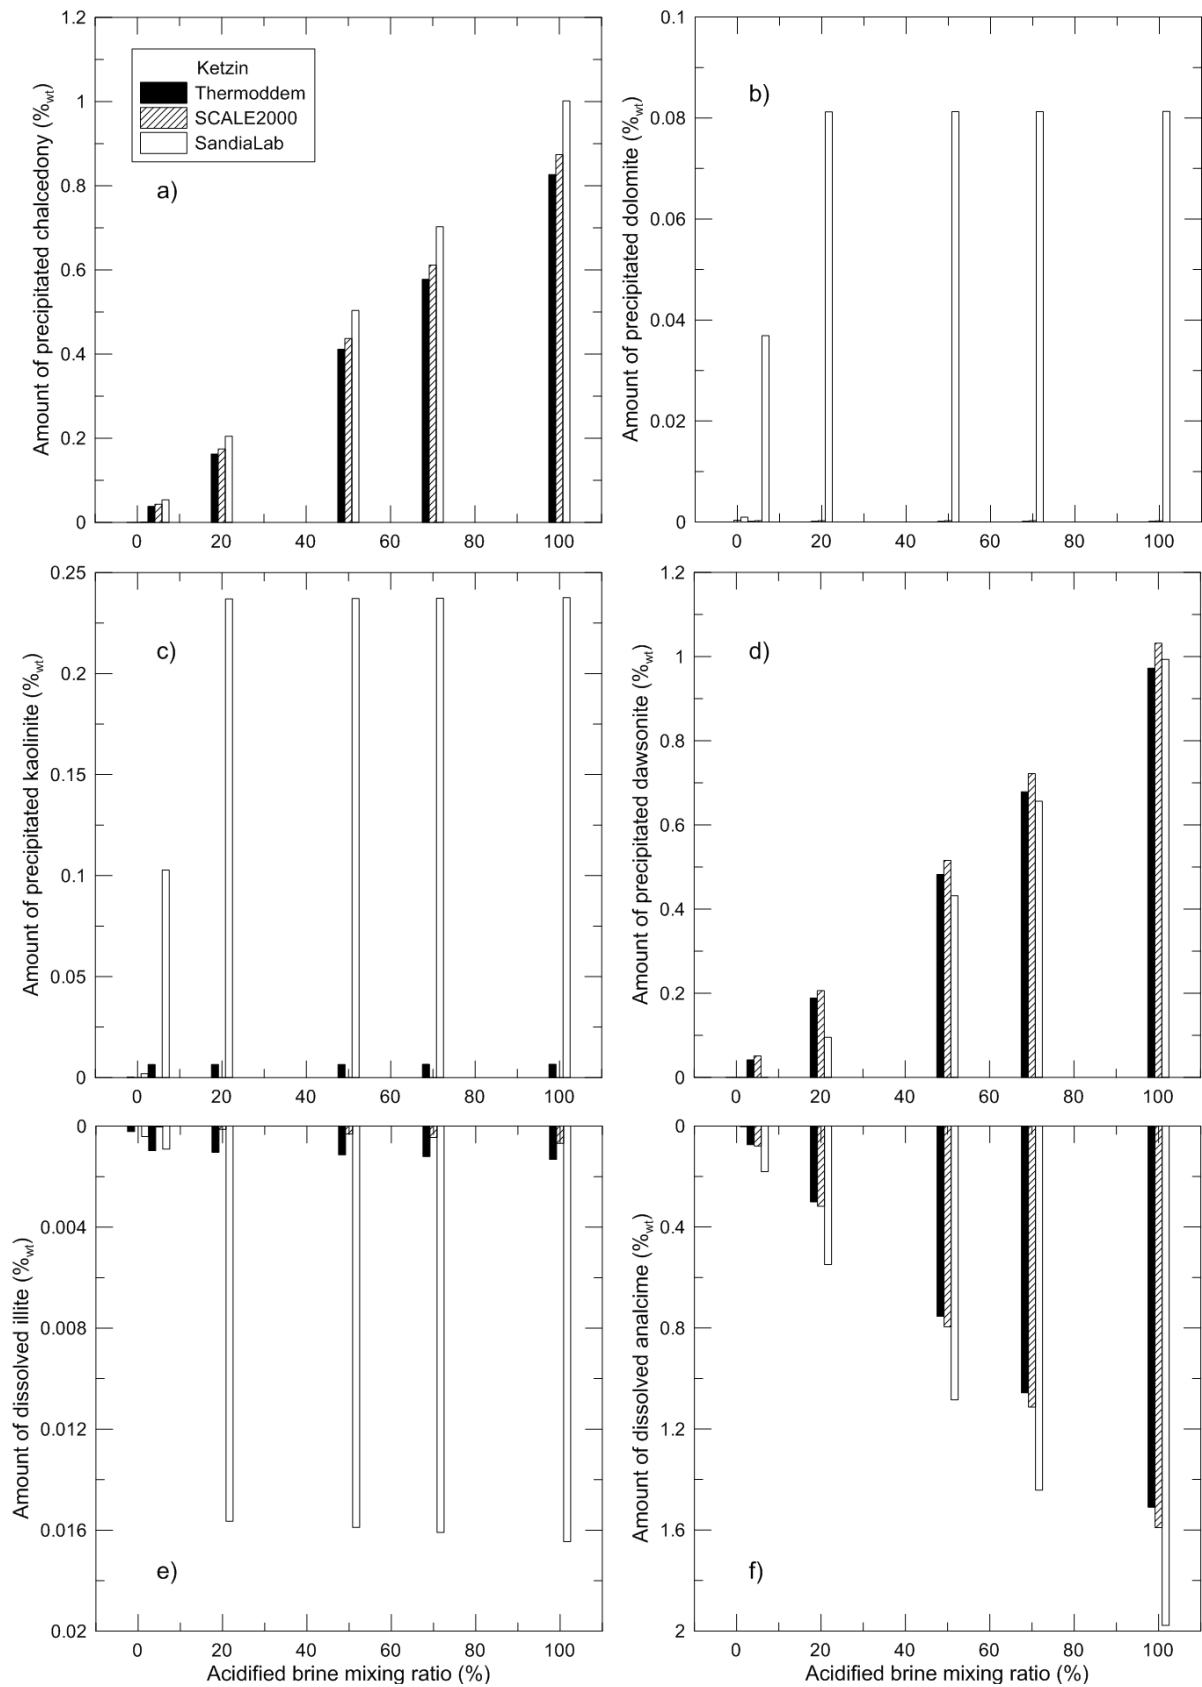 1.2
1
0.8
0.6
0.4
0.2
0
Amount of precipitated chalcedony (%wt)
Ketzin
Thermoddem
SCALE2000
SandiaLab
a)
0 20 40 60 80 100
0.1
0.08
0.06
0.04
0.02
0
Amount of precipitated dolomite (%wt)
b)
0 20 40 60 80 100
0.25
0.2
0.15
0.1
0.05
0
Amount of precipitated kaolinite (%wt)
c)
0 20 40 60 80 100
1.2
1
0.8
0.6
0.4
0.2
0
Amount of precipitated dawsonite (%wt)
d)
0 20 40 60 80 100
0
0.004
0.008
0.012
0.016
0.02
Amount of dissolved illite (%wt)
e)
0 20 40 60 80 100
Acidified brine mixing ratio (%)
0
0.4
0.8
1.2
1.6
2
Amount of dissolved analcime (%wt)
f)
0 20 40 60 80 100
Acidified brine mixing ratio (%)